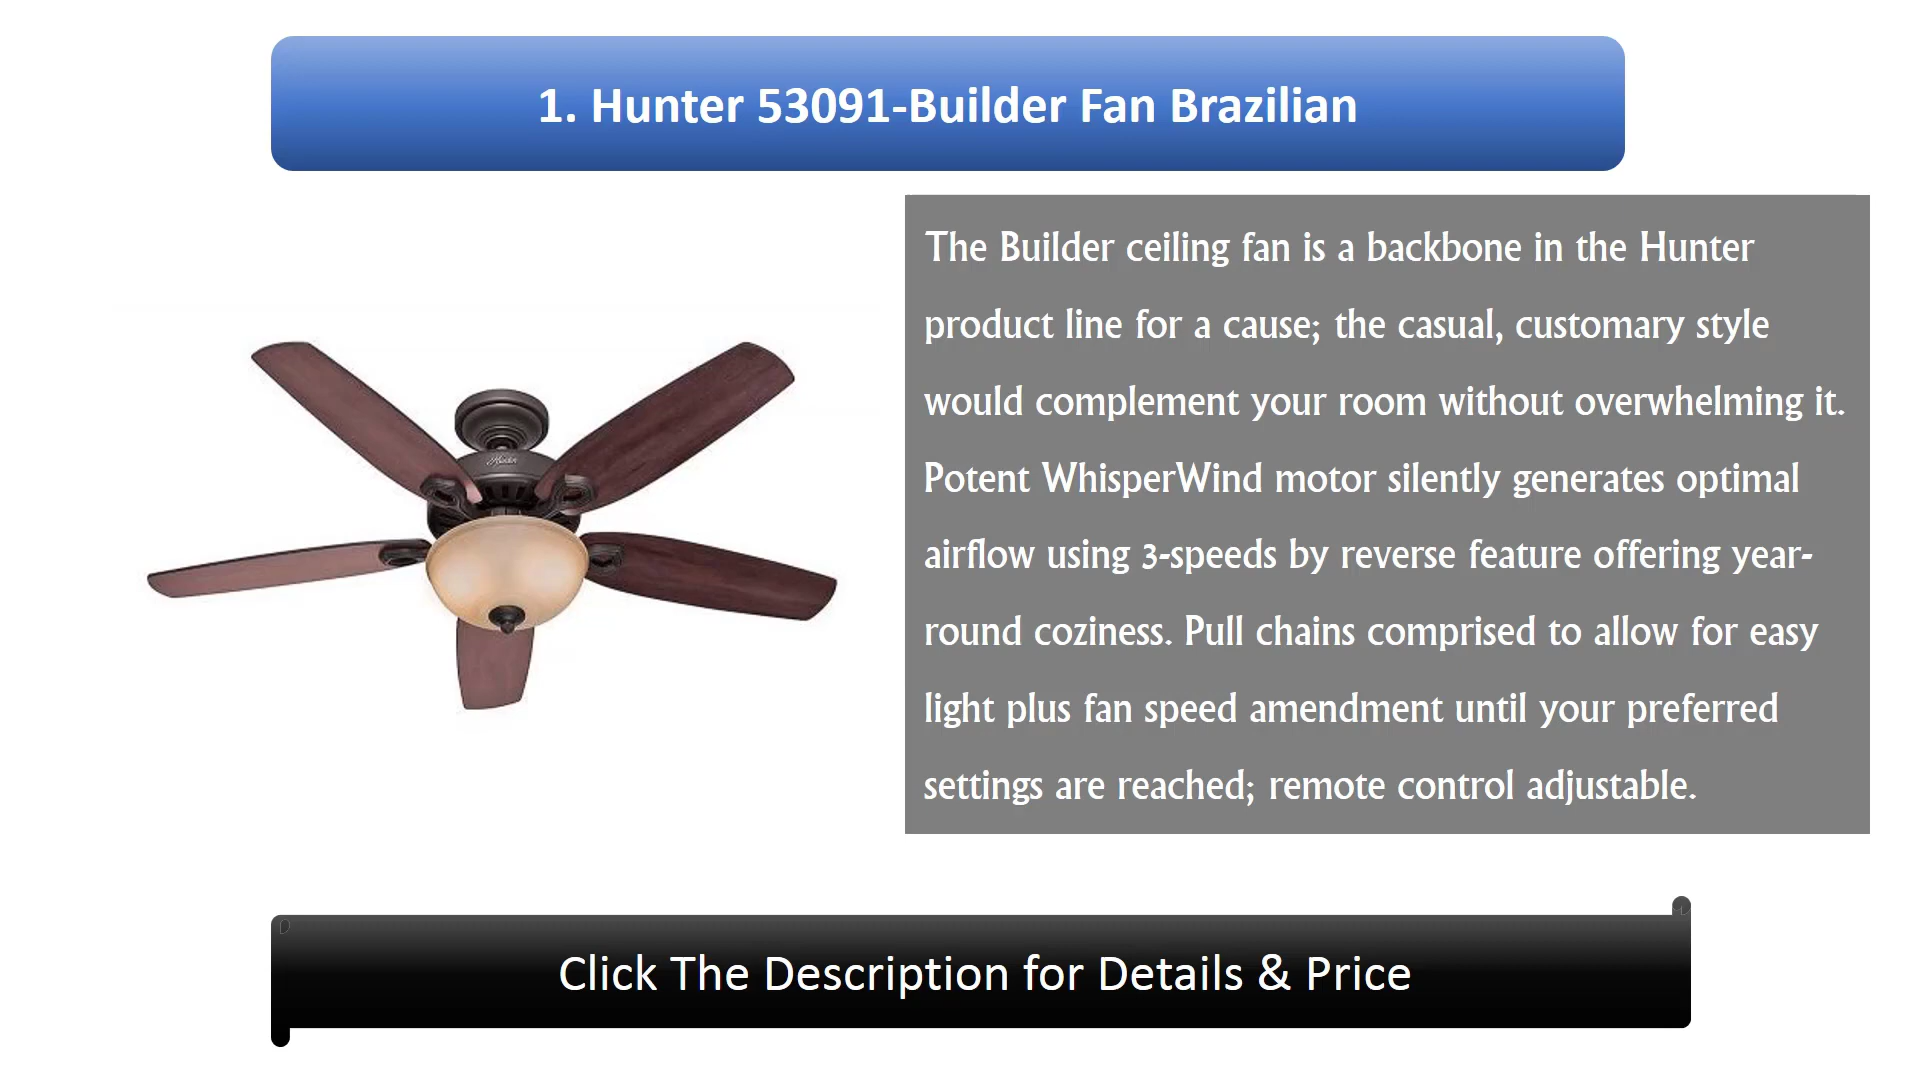 1. Hunter 53091-Builder Fan Brazilian
The Builder ceiling fan is a backbone in the Hunter
product line for a cause; the casual, customary style
would complement your room without overwhelming it.
Potent WhisperWind motor silently generates optimal
airflow using 3-speeds by reverse feature offering year-
round coziness. Pull chains comprised to allow for easy
light plus fan speed amendment until your preferred
settings are reached; remote control adjustable.
Hunter
Click The Description for Details & Price